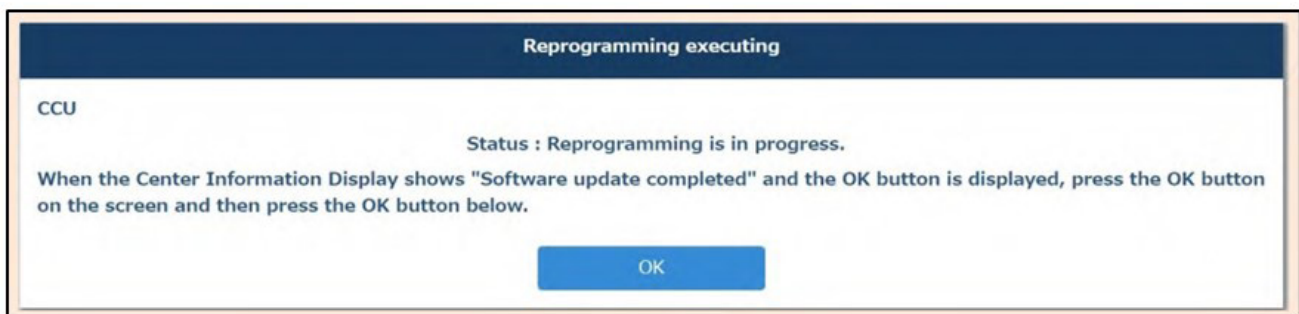 Reprogramming executing
CCU
Status : Reprogramming is in progress.
When the Center Information Display shows "Software update completed" and the OK button is displayed, press the OK button
on the screen and then press the OK button below.
OK